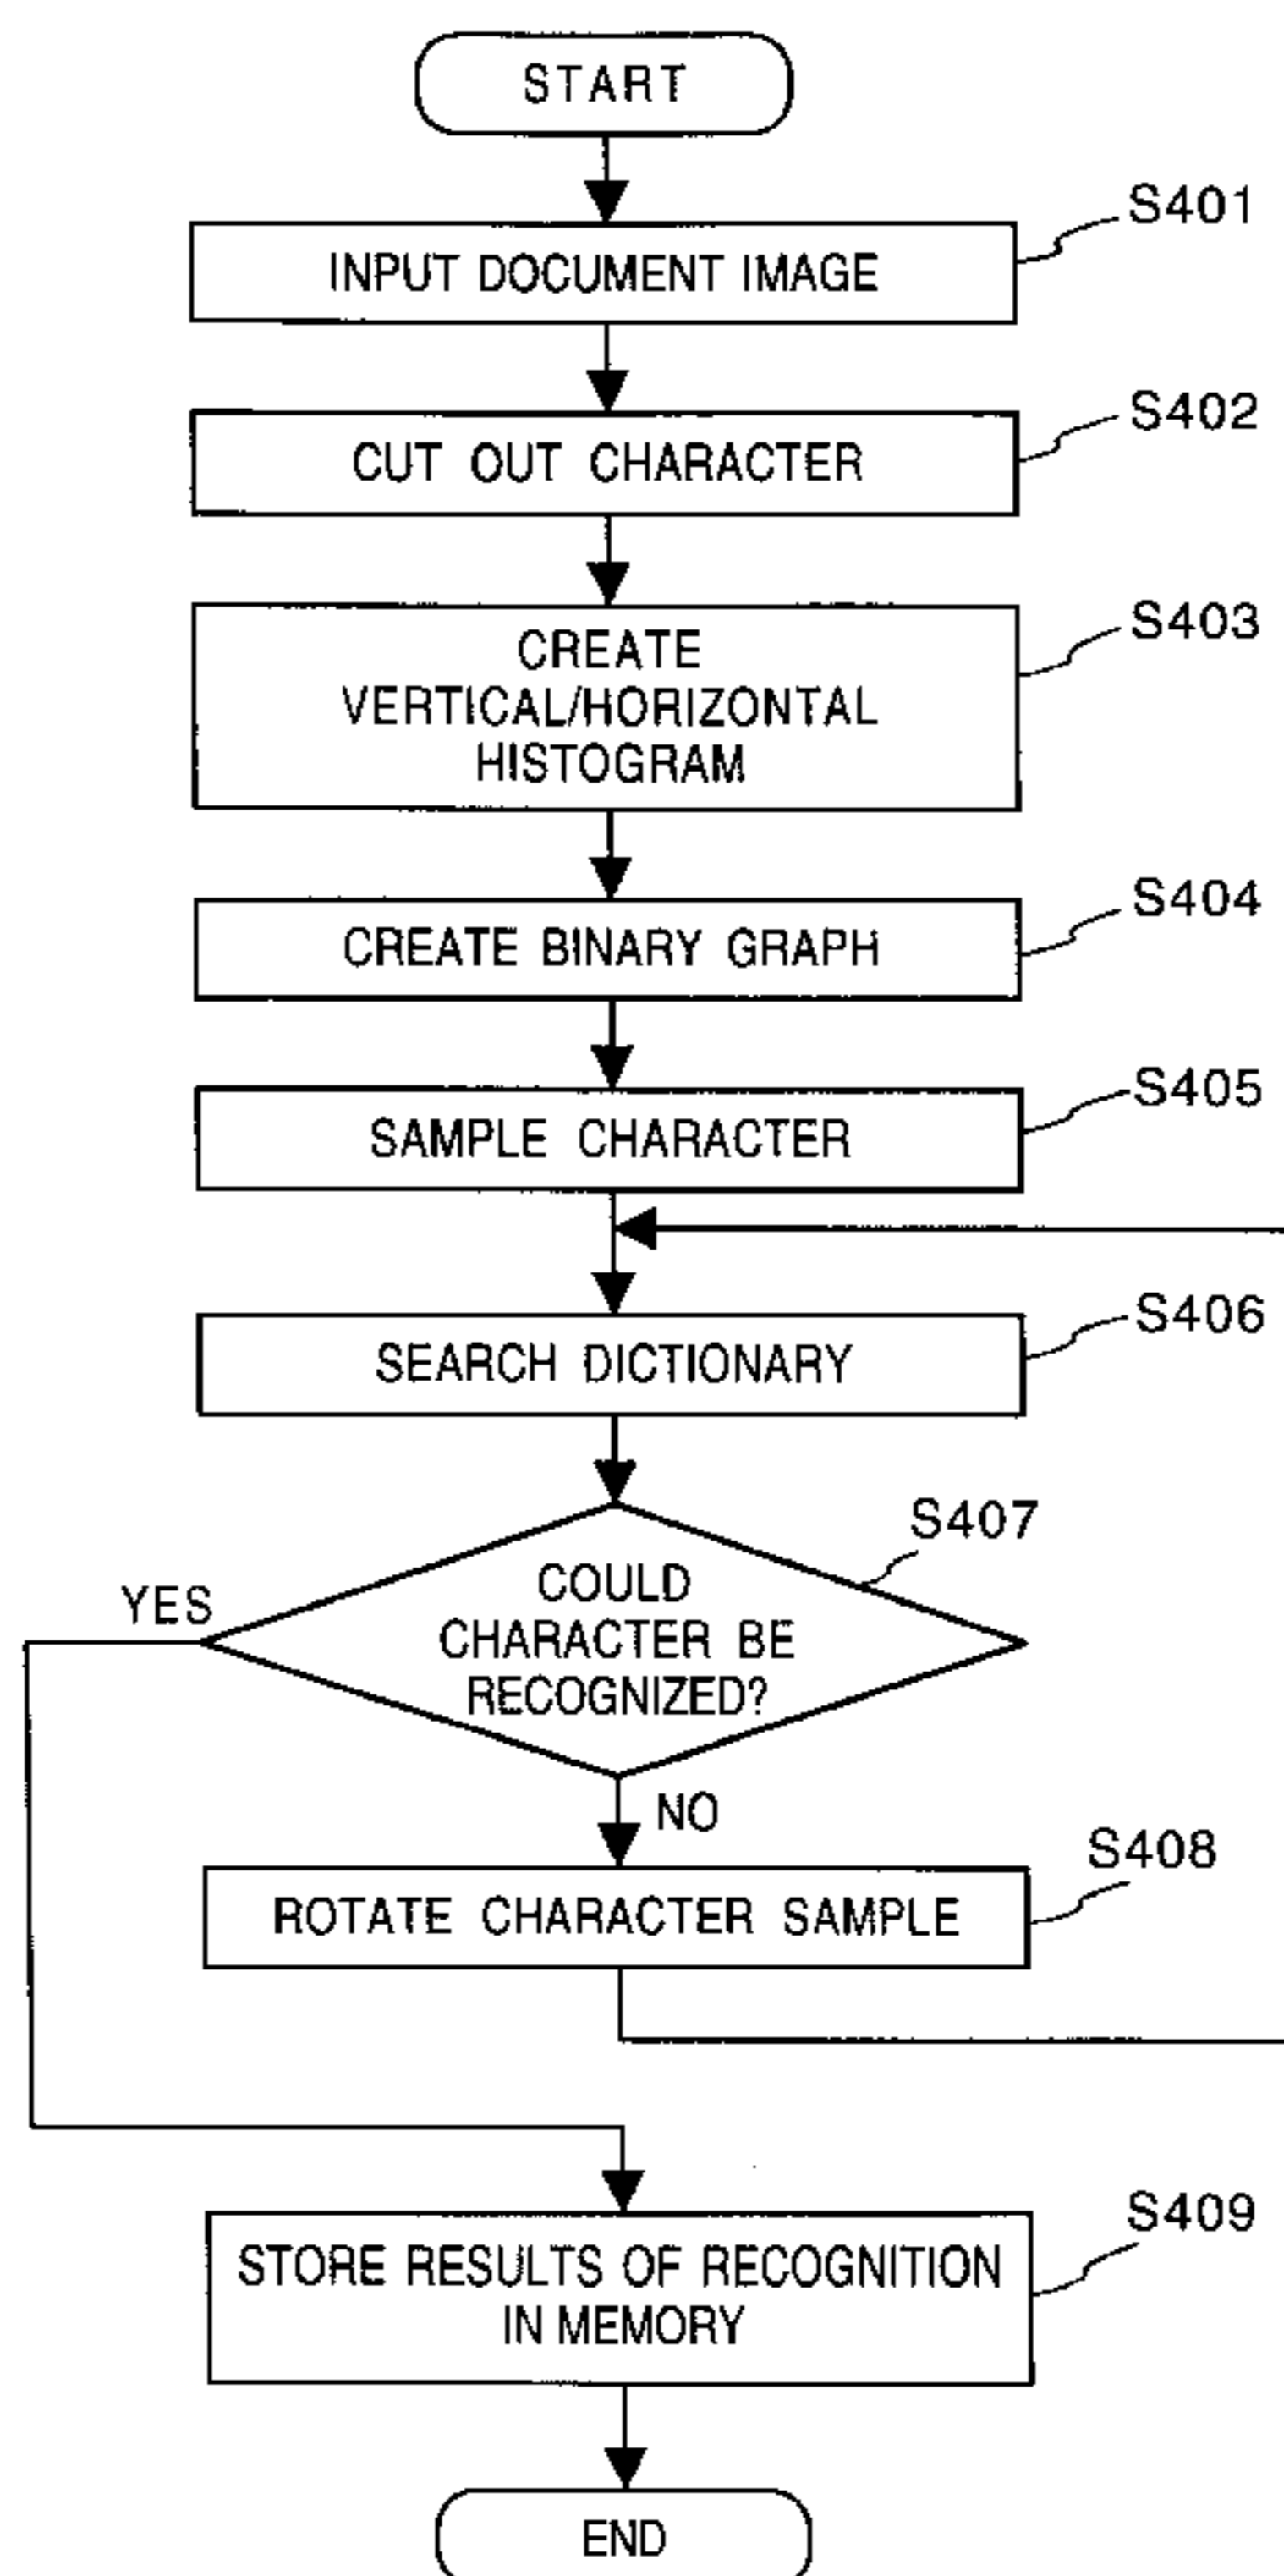 START
S401
INPUT DOCUMENT IMAGE
S402
CUT OUT CHARACTER
S403
CREATE
VERTICAL/HORIZONTAL
HISTOGRAM
S404
CREATE BINARY GRAPH
S405
SAMPLE CHARACTER
S406
SEARCH DICTIONARY
S407
COULD
CHARACTER BE
RECOGNIZED?
YES
NO
S408
ROTATE CHARACTER SAMPLE
S409
STORE RESULTS OF RECOGNITION
IN MEMORY
END